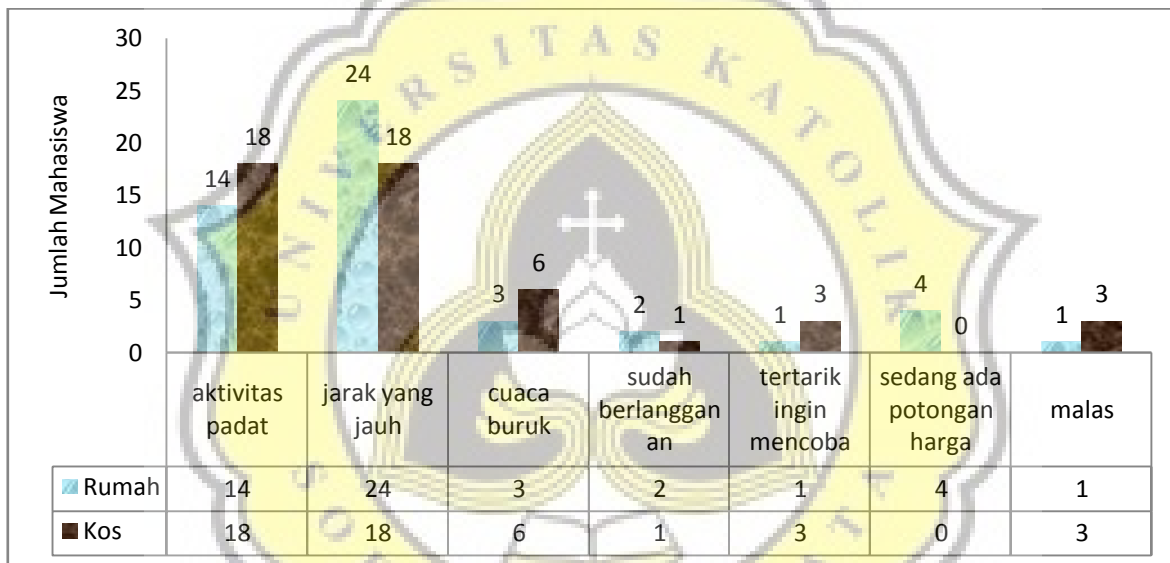 30
25
20
15
10
5
0
Jumlah Mahasiswa
14 18 24 18 3 6 2 1 1 3 4 0 1 3
aktivitas padat
jarak yang jauh
cuaca buruk
sudah berlanggan an
tertarik ingin mencoba
sedang ada potongan harga
malas
Rumah 14 24 3 2 1 4 1
Kos 18 18 6 1 3 0 3
UNIVERSITAS KATOLIK